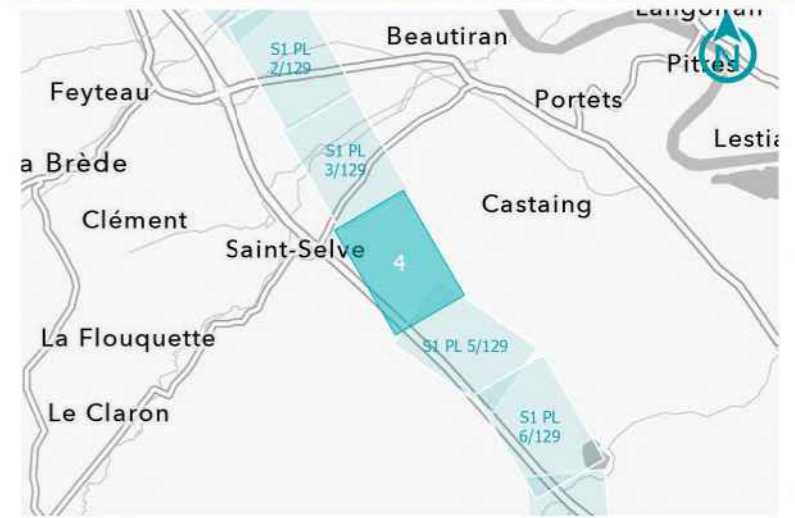 Langoiran
Beautiran
N
Pitres
S1 PL
2/129
Feyteau
Portets
S1 PL
3/129
Lestia
a Brède
Castaing
Clément
Saint-Selve
4
La Flouquette
S1 PL 5/129
Le Claron
S1 PL
6/129